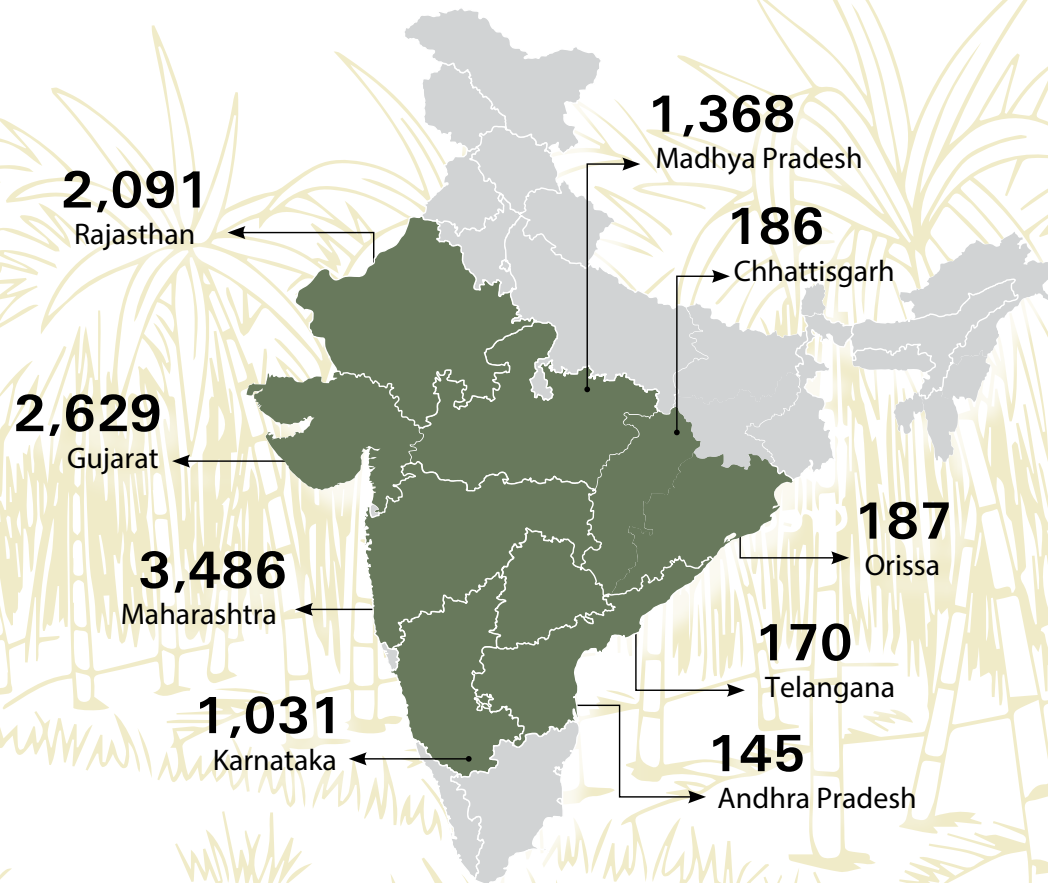 1,368
Madhya Pradesh
2,091
Rajasthan
186
Chhattisgarh
2,629
Gujarat
187
Orissa
3,486
Maharashtra
170
Telangana
1,031
Karnataka
145
Andhra Pradesh